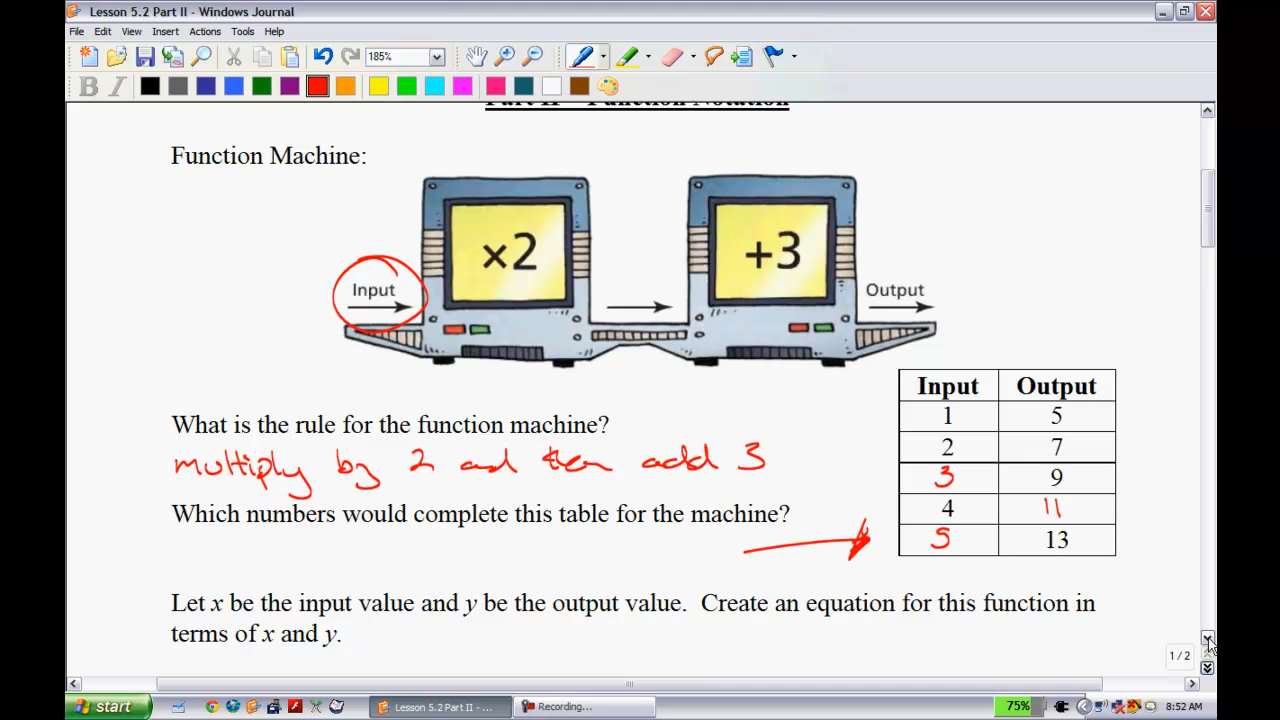 Lesson 5.2 Part II - Windows Journal
File Edit View Insert Actions Tools Help
185%
B I
Part II – Function Notation
Function Machine:
×2
+3
Input
Output
What is the rule for the function machine?
multiply by 2 and then add 3
Which numbers would complete this table for the machine?
Input Output
1 5
2 7
3 9
4 11
5 13
Let x be the input value and y be the output value. Create an equation for this function in
terms of x and y.
1 / 2
start
Lesson 5.2 Part II - ...
Recording...
75%
8:52 AM